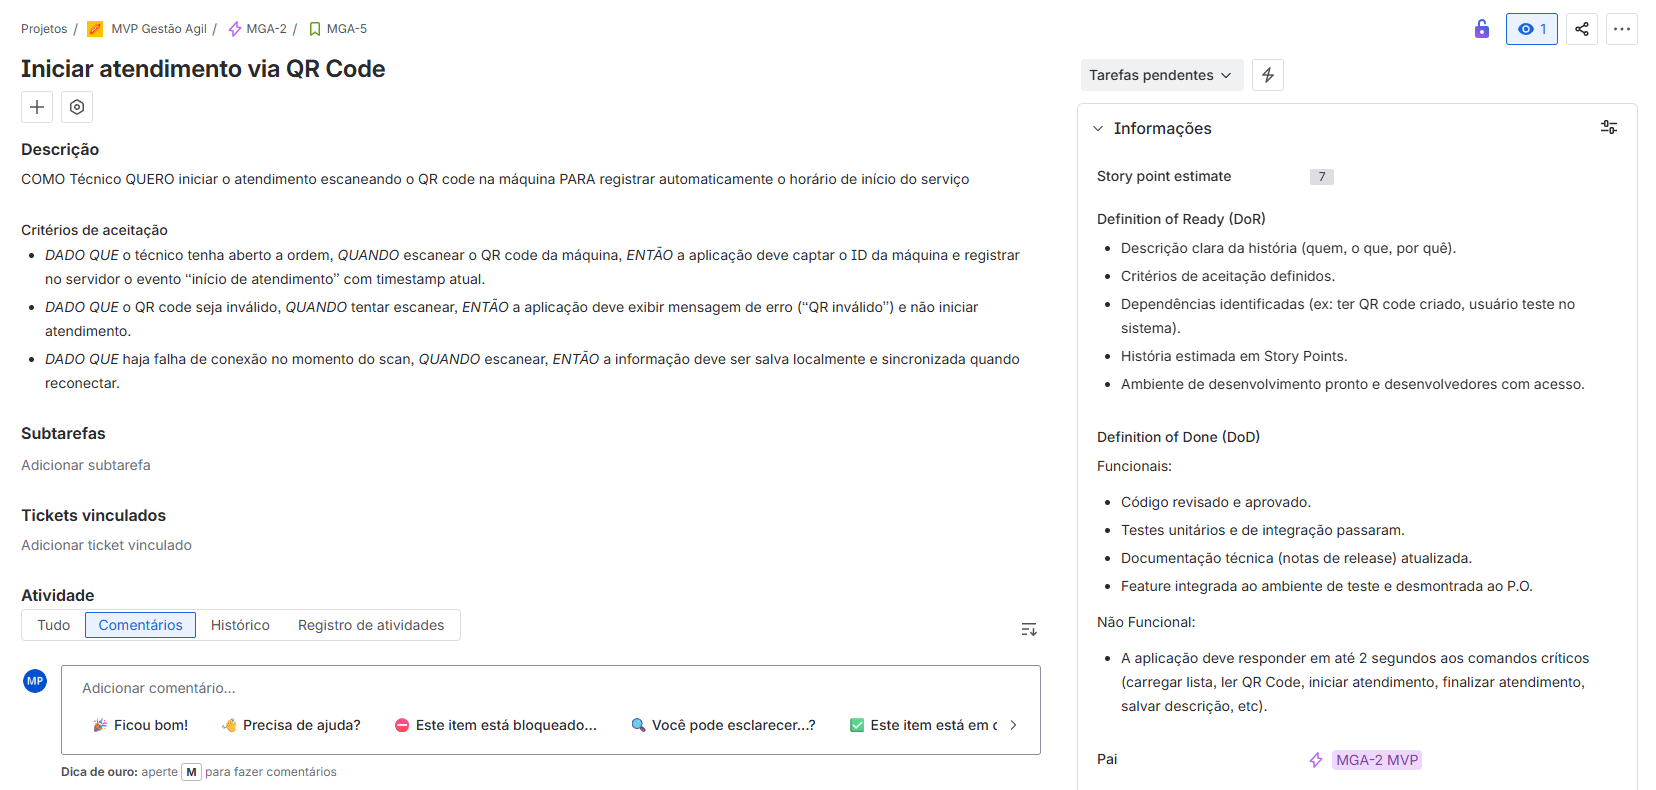 Projetos / MVP Gestão Agil / MGA-2 / MGA-5
1
Iniciar atendimento via QR Code
Tarefas pendentes
Descrição
COMO Técnico QUERO iniciar o atendimento escaneando o QR code na máquina PARA registrar automaticamente o horário de início do serviço
Critérios de aceitação
DADO QUE o técnico tenha aberto a ordem, QUANDO escanear o QR code da máquina, ENTÃO a aplicação deve captar o ID da máquina e registrar
no servidor o evento “início de atendimento” com timestamp atual.
DADO QUE o QR code seja inválido, QUANDO tentar escanear, ENTÃO a aplicação deve exibir mensagem de erro (“QR inválido”) e não iniciar
atendimento.
DADO QUE haja falha de conexão no momento do scan, QUANDO escanear, ENTÃO a informação deve ser salva localmente e sincronizada quando
reconectar.
Subtarefas
Adicionar subtarefa
Tickets vinculados
Adicionar ticket vinculado
Atividade
Tudo Comentários Histórico Registro de atividades
MP
Adicionar comentário...
Ficou bom! Precisa de ajuda? Este item está bloqueado... Você pode esclarecer...? Este item está em
Dica de ouro: aperte M para fazer comentários
Informações
Story point estimate 7
Definition of Ready (DoR)
Descrição clara da história (quem, o que, por quê).
Critérios de aceitação definidos.
Dependências identificadas (ex: ter QR code criado, usuário teste no
sistema).
História estimada em Story Points.
Ambiente de desenvolvimento pronto e desenvolvedores com acesso.
Definition of Done (DoD)
Funcionais:
Código revisado e aprovado.
Testes unitários e de integração passaram.
Documentação técnica (notas de release) atualizada.
Feature integrada ao ambiente de teste e desmontrada ao P.O.
Não Funcional:
A aplicação deve responder em até 2 segundos aos comandos críticos
(carregar lista, ler QR Code, iniciar atendimento, finalizar atendimento,
salvar descrição, etc).
Pai MGA-2 MVP